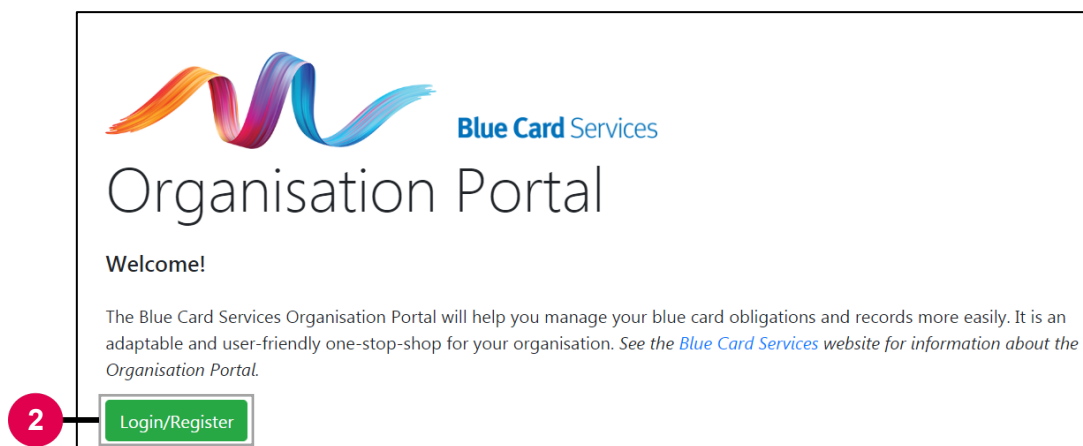 Blue Card Services
Organisation Portal
Welcome!
The Blue Card Services Organisation Portal will help you manage your blue card obligations and records more easily. It is an
adaptable and user-friendly one-stop-shop for your organisation. See the Blue Card Services website for information about the
Organisation Portal.
2
Login/Register